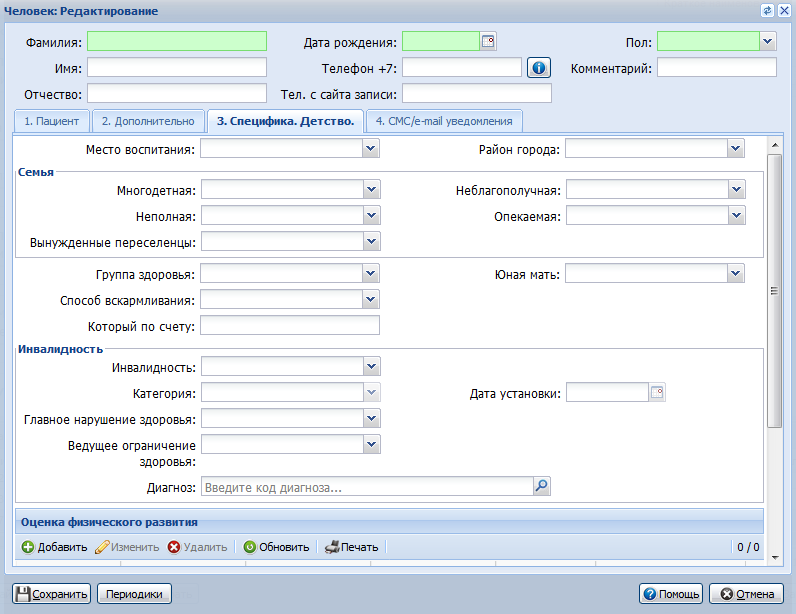 Человек: Редактирование
Фамилия: Дата рождения: Пол:
Имя: Телефон +7: Комментарий:
Отчество: Тел. с сайта записи:
1. Пациент 2. Дополнительно 3. Специфика. Детство. 4. СМС/e-mail уведомления
Место воспитания: Район города:
Семья
Многодетная: Неблагополучная:
Неполная: Опекаемая:
Вынужденные переселенцы:
Группа здоровья: Юная мать:
Способ вскармливания:
Который по счету:
Инвалидность
Инвалидность:
Категория: Дата установки:
Главное нарушение здоровья:
Ведущее ограничение
здоровья:
Диагноз: Введите код диагноза...
Оценка физического развития
Добавить Изменить Удалить Обновить Печать 0 / 0
Сохранить Периодики Помощь Отмена